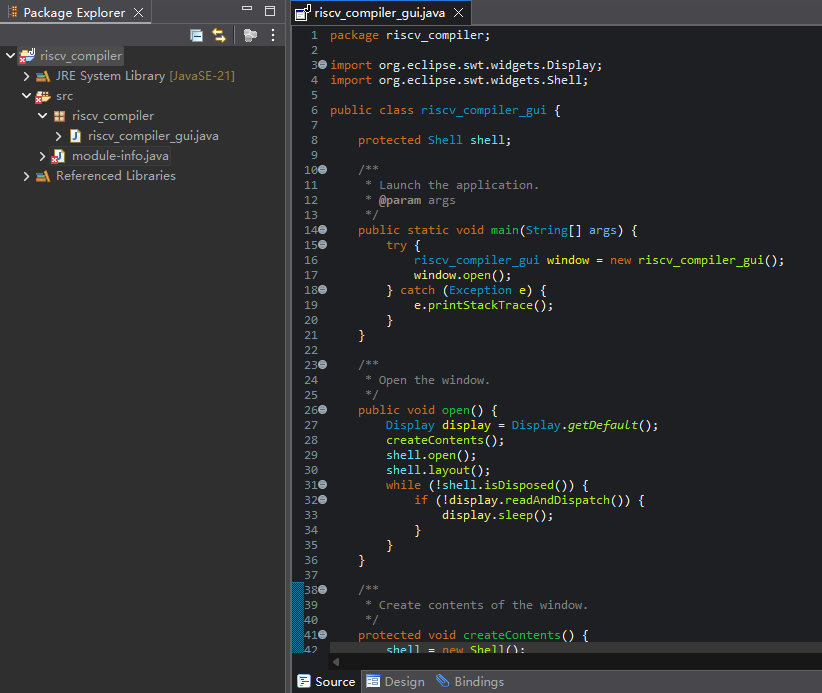 Package Explorer
riscv_compiler
JRE System Library [JavaSE-21]
src
riscv_compiler
riscv_compiler_gui.java
module-info.java
Referenced Libraries
riscv_compiler_gui.java
1 package riscv_compiler;
2
3 import org.eclipse.swt.widgets.Display;
4 import org.eclipse.swt.widgets.Shell;
5
6 public class riscv_compiler_gui {
7
8     protected Shell shell;
9
10     /**
11      * Launch the application.
12      * @param args
13      */
14     public static void main(String[] args) {
15         try {
16             riscv_compiler_gui window = new riscv_compiler_gui();
17             window.open();
18         } catch (Exception e) {
19             e.printStackTrace();
20         }
21     }
22
23     /**
24      * Open the window.
25      */
26     public void open() {
27         Display display = Display.getDefault();
28         createContents();
29         shell.open();
30         shell.layout();
31         while (!shell.isDisposed()) {
32             if (!display.readAndDispatch()) {
33                 display.sleep();
34             }
35         }
36     }
37
38     /**
39      * Create contents of the window.
40      */
41     protected void createContents() {
42         shell = new Shell();
Source Design Bindings